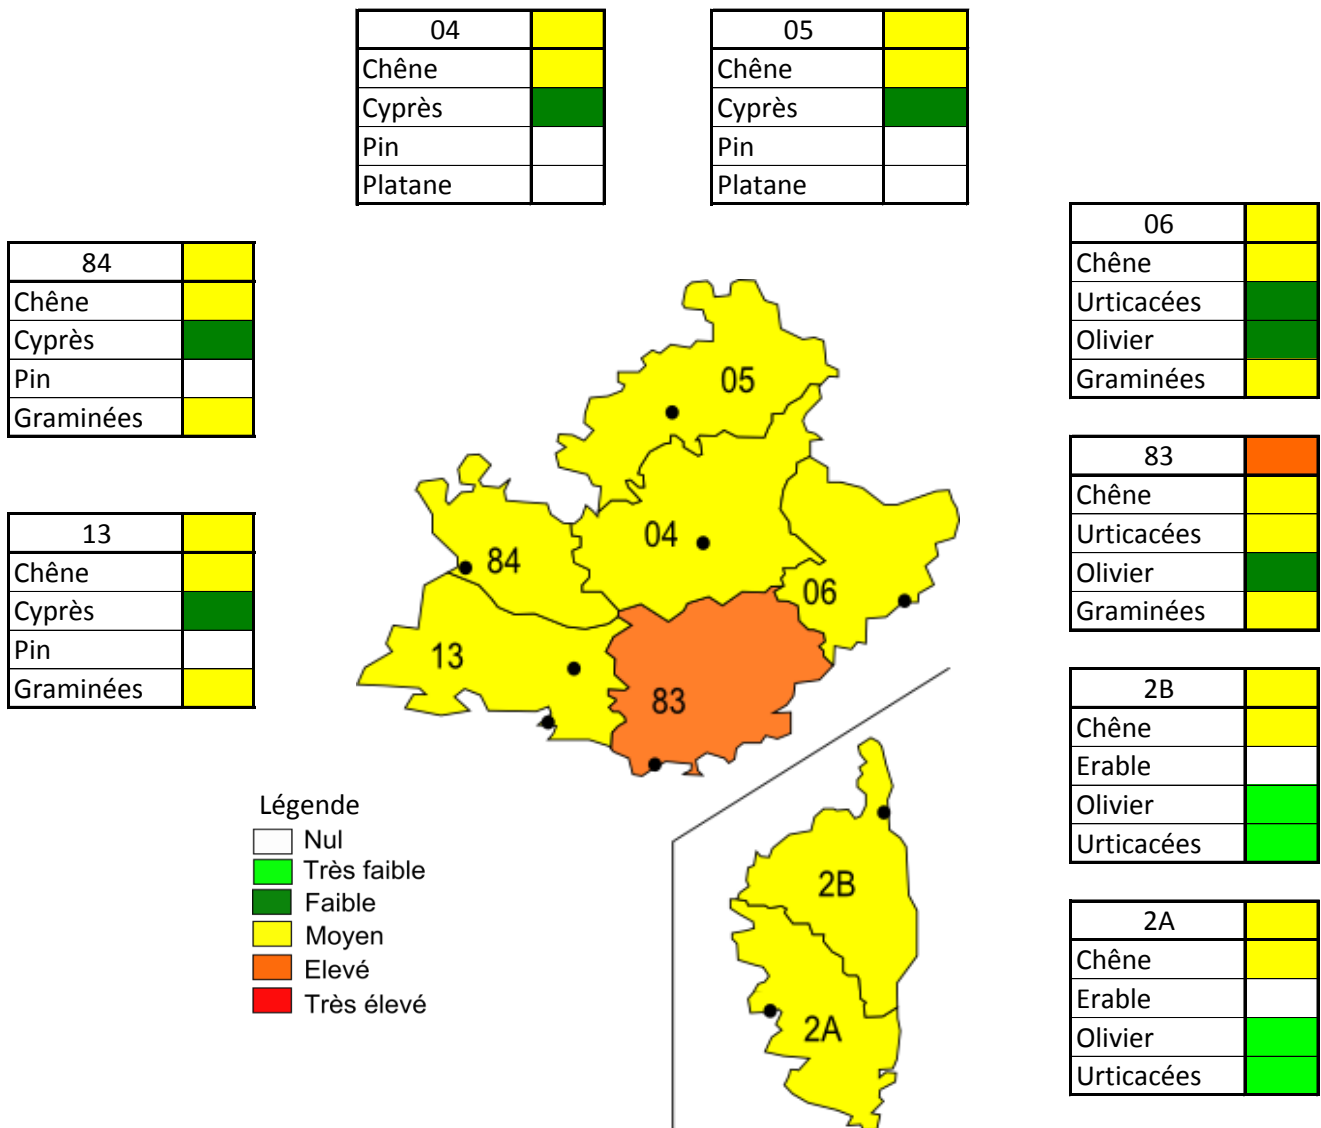 04
Chêne
Cyprès
Pin
Platane
05
Chêne
Cyprès
Pin
Platane
84
Chêne
Cyprès
Pin
Graminées
13
Chêne
Cyprès
Pin
Graminées
06
Chêne
Urticacées
Olivier
Graminées
83
Chêne
Urticacées
Olivier
Graminées
2B
Chêne
Erable
Olivier
Urticacées
2A
Chêne
Erable
Olivier
Urticacées
05
04
84
06
13
83
2B
2A
Légende
Nul
Très faible
Faible
Moyen
Elevé
Très élevé